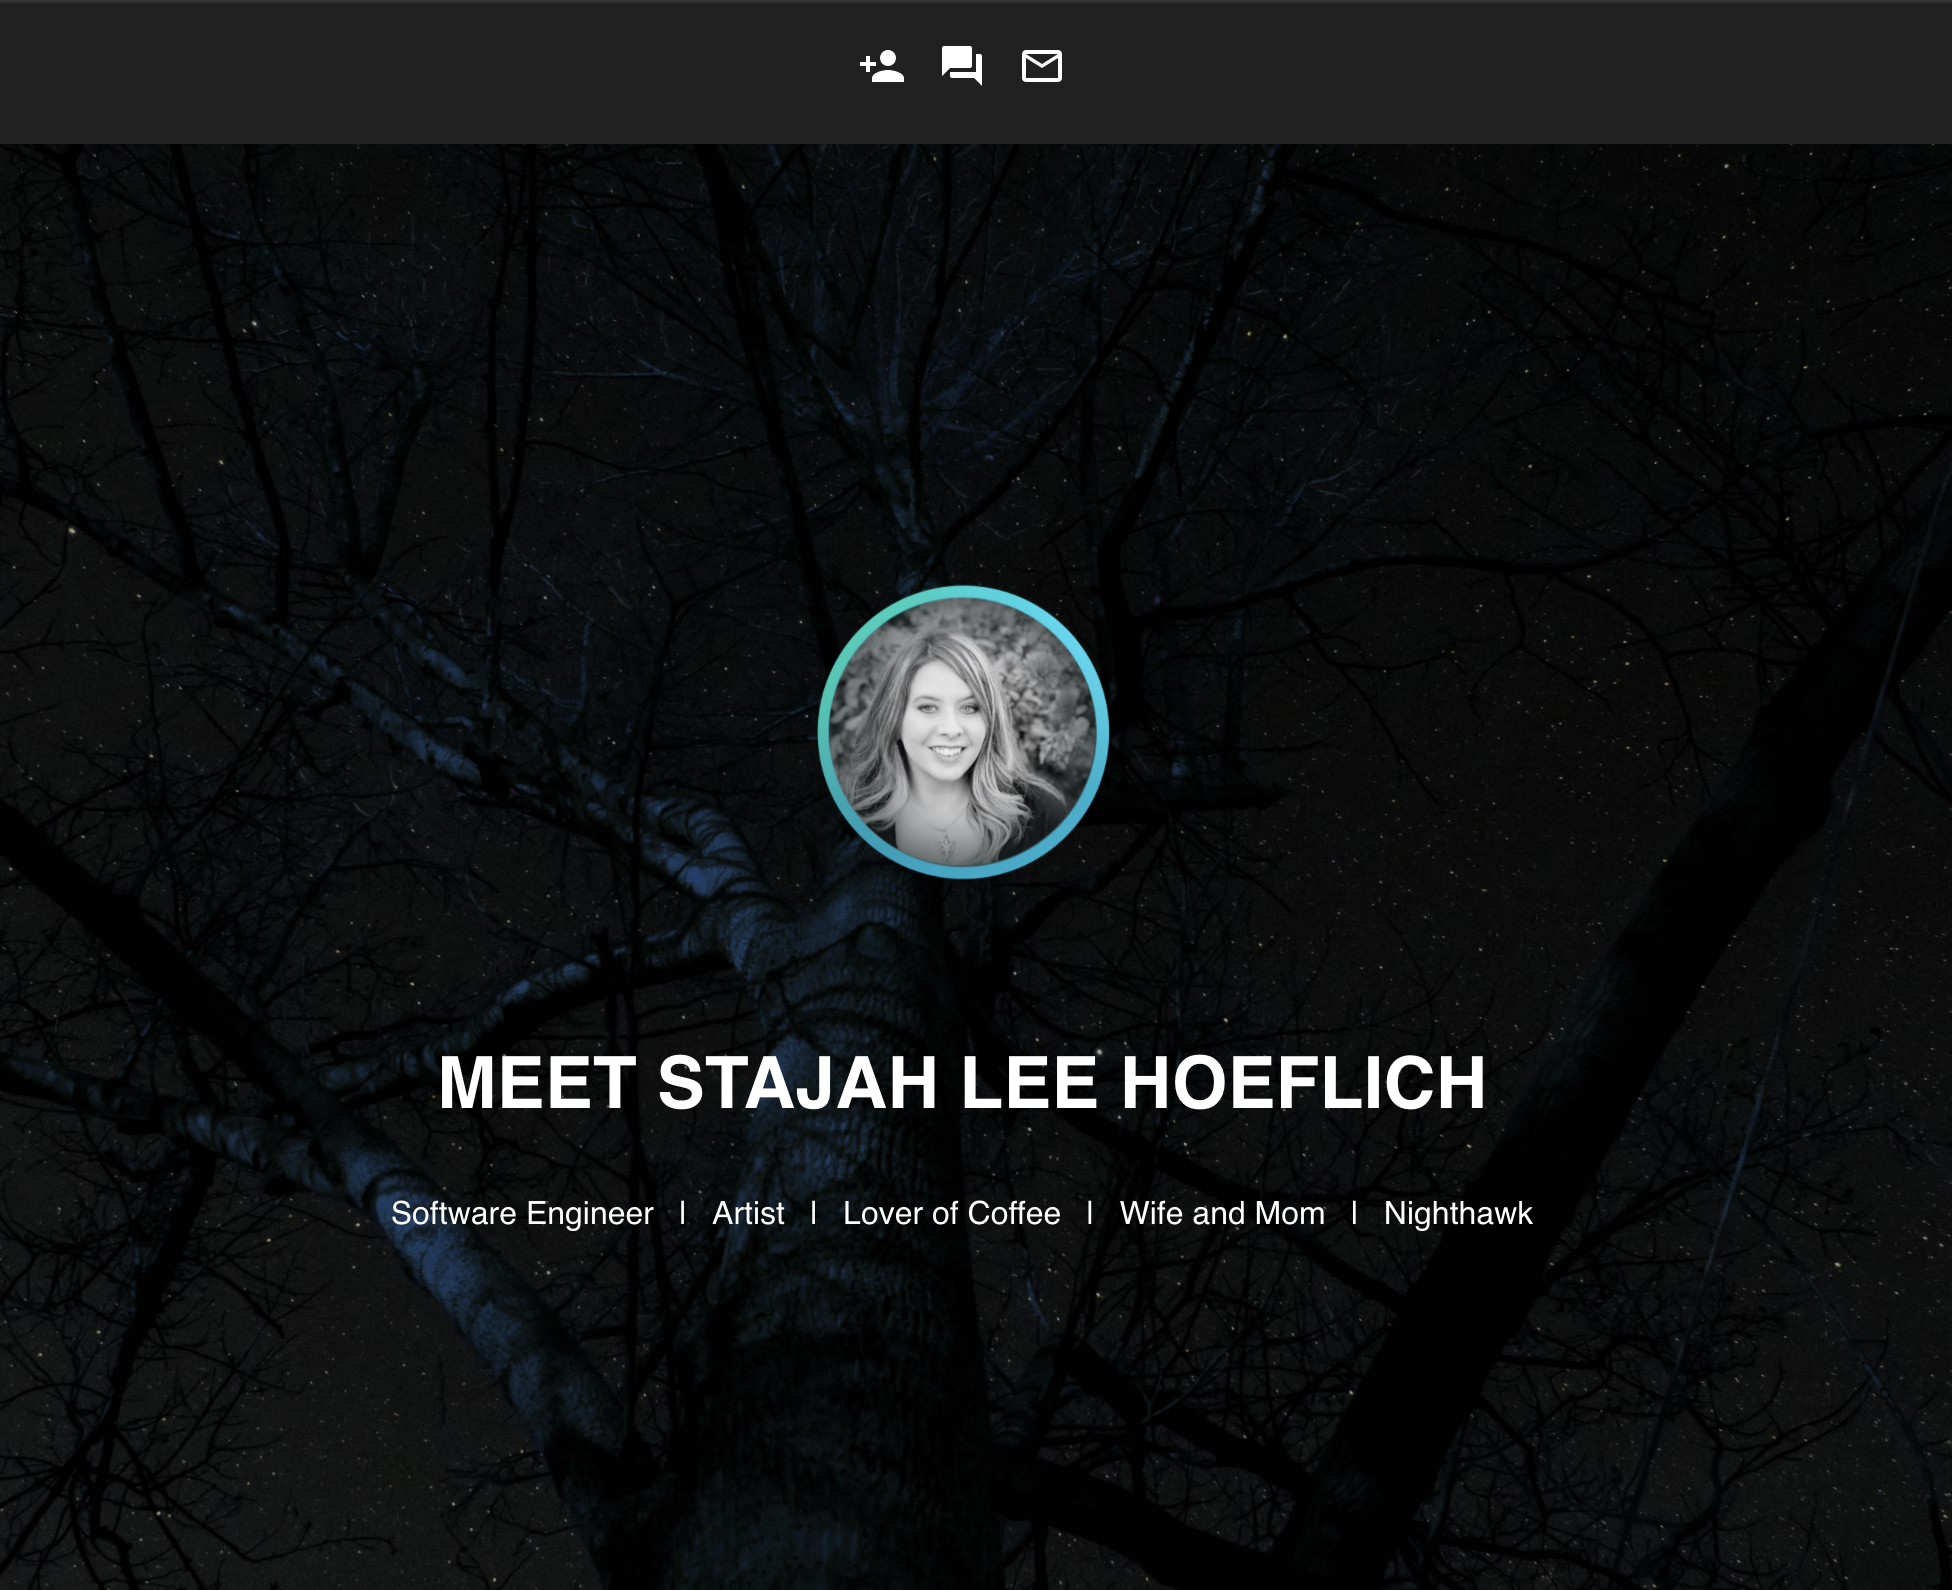 MEET STAJAH LEE HOEFLICH
Software Engineer | Artist | Lover of Coffee | Wife and Mom | Nighthawk